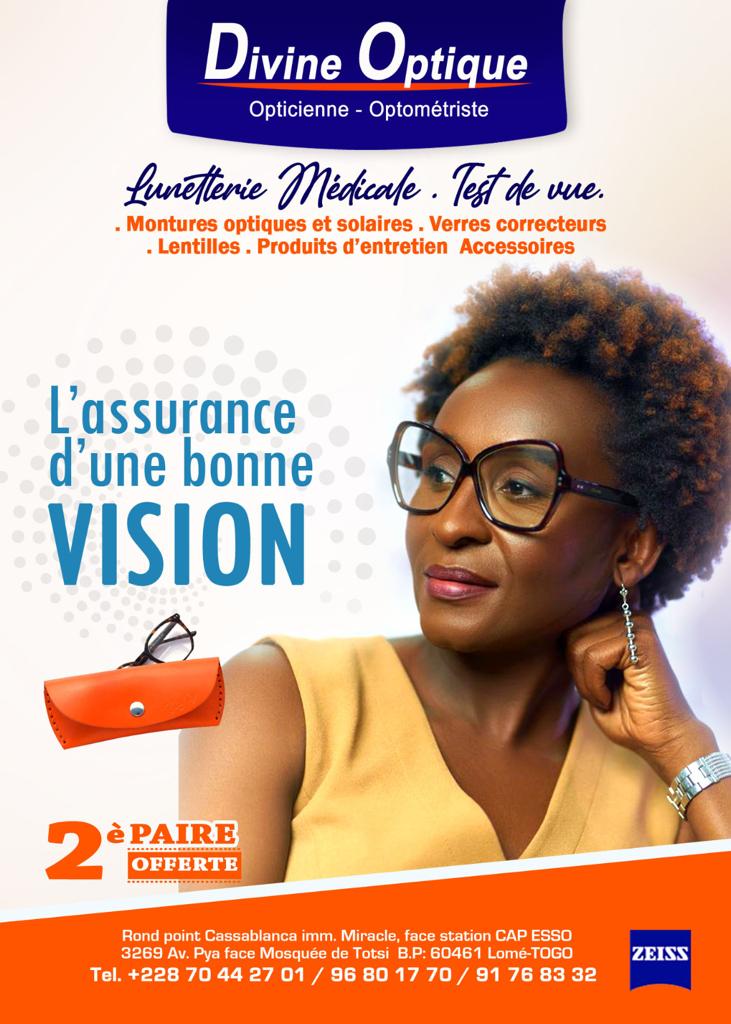 Divine Optique
Opticienne - Optométriste
Lunetterie Médicale . Test de vue.
. Montures optiques et solaires . Verres correcteurs
. Lentilles . Produits d'entretien Accessoires
L'assurance
d'une bonne
VISION
2è PAIRE
OFFERTE
Rond point Cassablanca imm. Miracle, face station CAP ESSO
3269 Av. Pya face Mosquée de Totsi B.P: 60461 Lomé-TOGO
Tel. +228 70 44 27 01 / 96 80 17 70 / 91 76 83 32
ZEISS